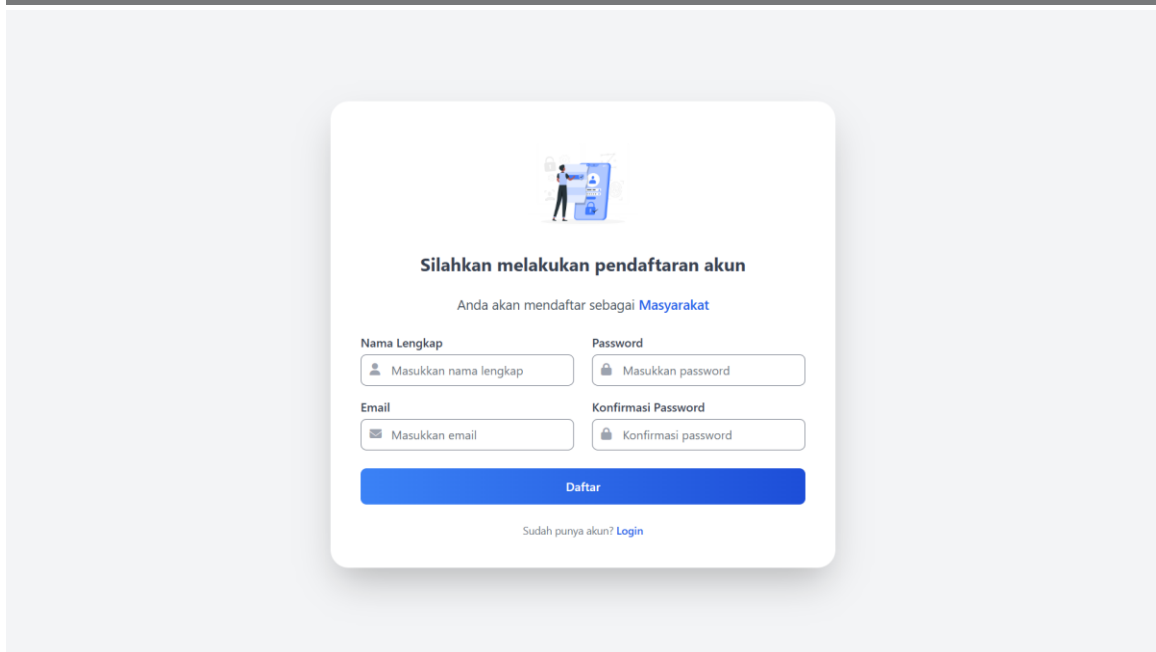 Silahkan melakukan pendaftaran akun
Anda akan mendaftar sebagai Masyarakat
Nama Lengkap
Masukkan nama lengkap
Password
Masukkan password
Email
Masukkan email
Konfirmasi Password
Konfirmasi password
Daftar
Sudah punya akun? Login